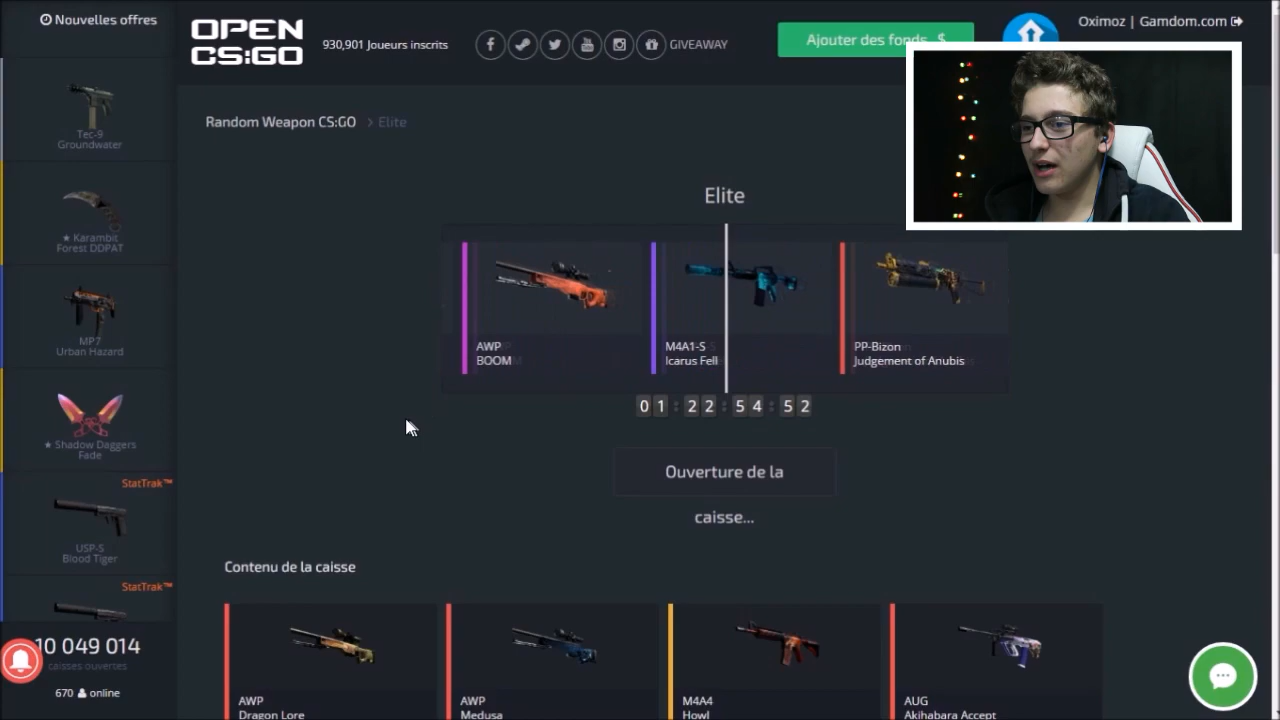 Nouvelles offres
Tec-9
Groundwater
★ Karambit
Forest DDPAT
MP7
Urban Hazard
★ Shadow Daggers
Fade
StatTrak™
USP-S
Blood Tiger
StatTrak™
10 049 014
caisses ouvertes
670 online
OPEN
CS:GO
930,901 Joueurs inscrits
GIVEAWAY
Ajouter des fonds $
Oximoz | Gamdom.com
Random Weapon CS:GO > Elite
Elite
AWP
BOOM
M4A1-S
Icarus Fell
PP-Bizon
Judgement of Anubis
01:22:54:52
Ouverture de la
caisse...
Contenu de la caisse
AWP
Dragon Lore
AWP
Medusa
M4A4
Howl
AUG
Akihabara Accept